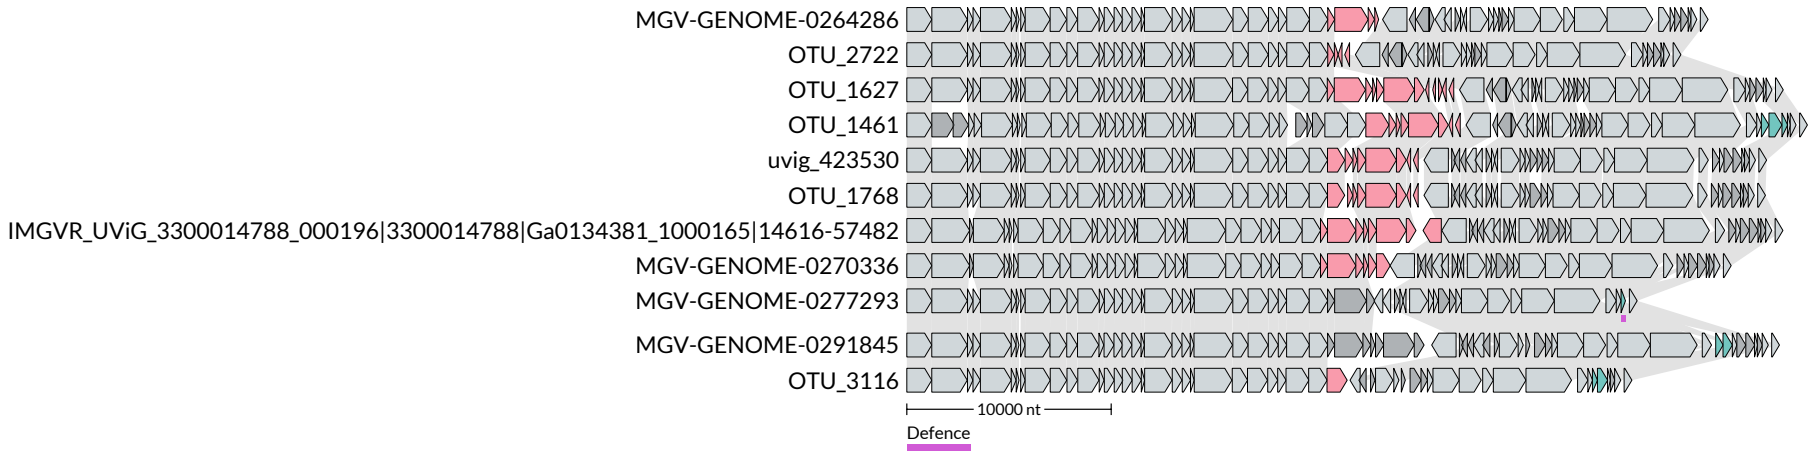 MGV-GENOME-0264286
OTU_2722
OTU_1627
OTU_1461
uvig_423530
OTU_1768
IMGVR_UViG_3300014788_000196|3300014788|Ga0134381_1000165|14616-57482
MGV-GENOME-0270336
MGV-GENOME-0277293
MGV-GENOME-0291845
OTU_3116
10000 nt
Defence